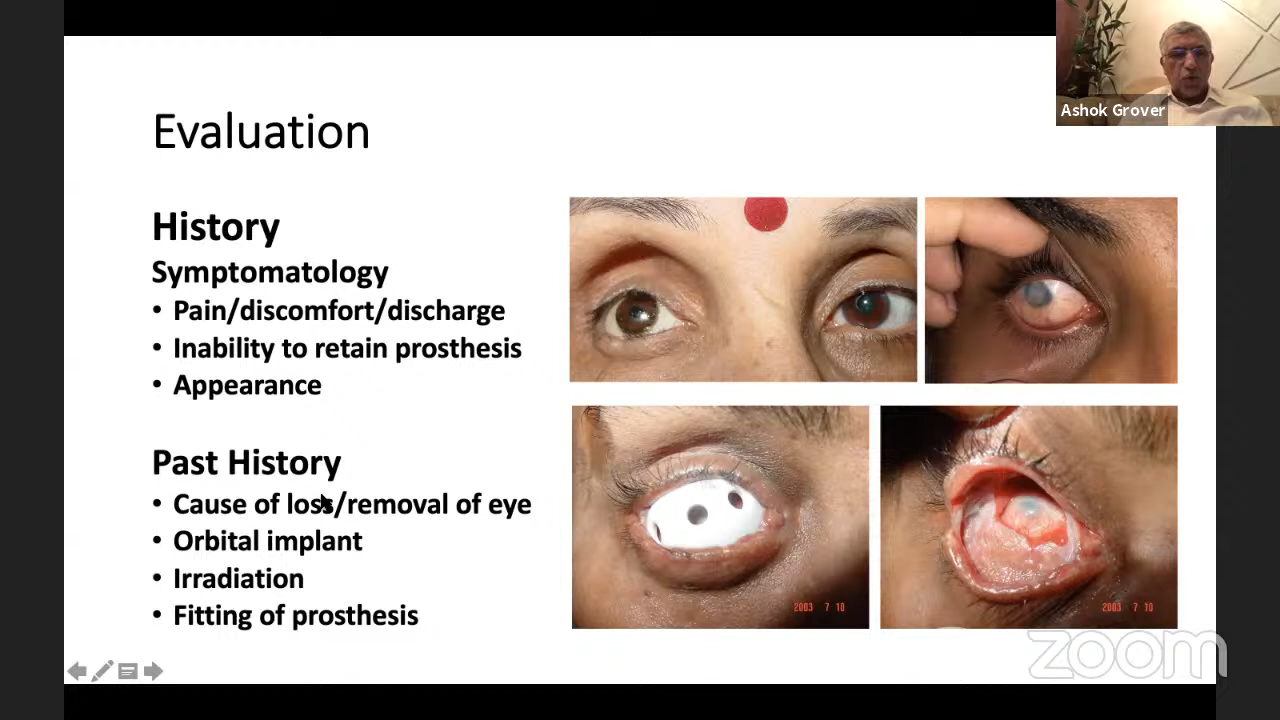 Ashok Grover
Evaluation
History
Symptomatology
• Pain/discomfort/discharge
• Inability to retain prosthesis
• Appearance
Past History
• Cause of loss/removal of eye
• Orbital implant
• Irradiation
• Fitting of prosthesis
2003 7 10
2003 7 10
zoom